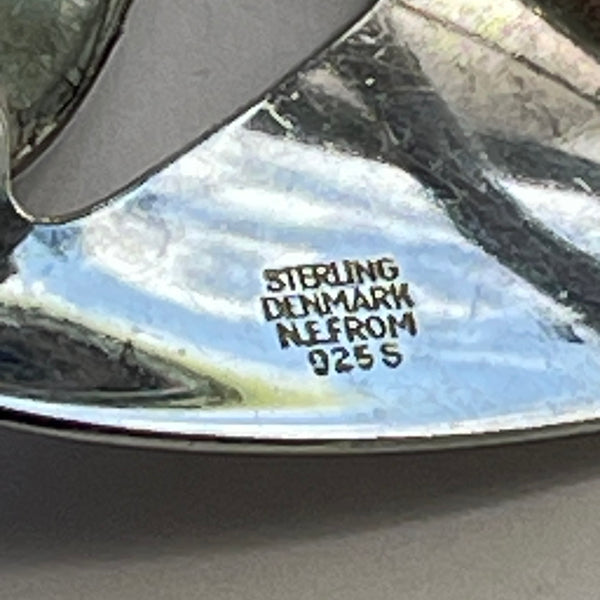 STERLING
DENMARK
N.E.FROM
925 S